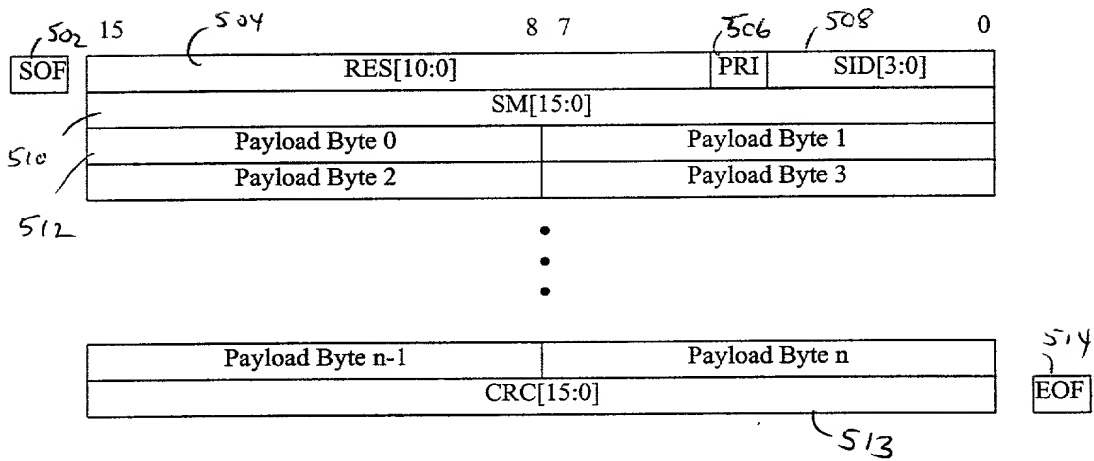 502 15 504 8 7 506 508 0
SOF RES[10:0] PRI SID[3:0]
SM[15:0]
510 Payload Byte 0 Payload Byte 1
Payload Byte 2 Payload Byte 3
512
Payload Byte n-1 Payload Byte n 514
CRC[15:0] EOF
513